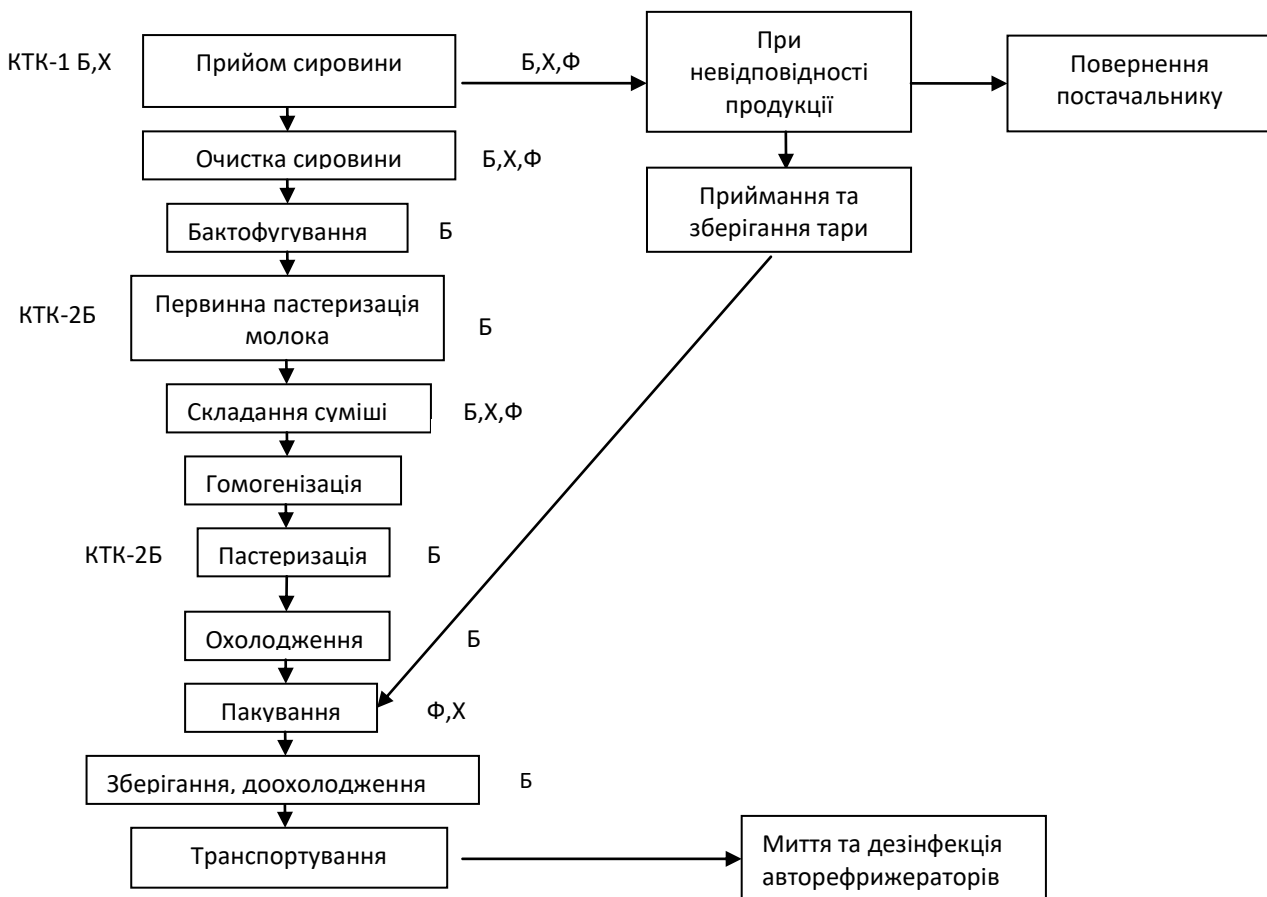 КТК-1 Б,Х
Прийом сировини
Б,Х,Ф
При
невідповідності
продукції
Повернення
постачальнику
Очистка сировини
Б,Х,Ф
Приймання та
зберігання тари
Бактофугування
Б
КТК-2Б
Первинна пастеризація
молока
Б
Складання суміші
Б,Х,Ф
Гомогенізація
КТК-2Б
Пастеризація
Б
Охолодження
Б
Пакування
Ф,Х
Зберігання, доохолодження
Б
Транспортування
Миття та дезінфекція
авторефрижераторів